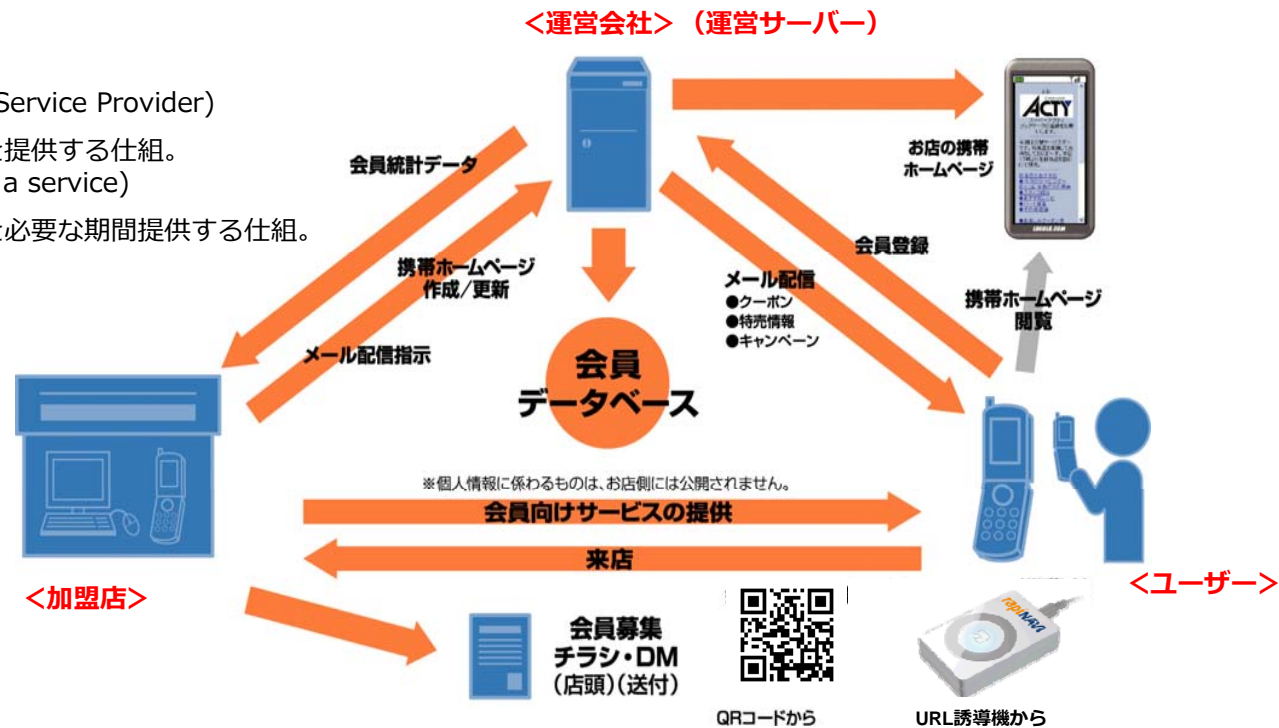 ＜運営会社＞（運営サーバー）
Service Provider)
提供する仕組。
a service)
必要な期間提供する仕組。
会員統計データ
携帯ホームページ
作成/更新
メール配信指示
会員
データベース
メール配信
●クーポン
●特売情報
●キャンペーン
会員登録
お店の携帯
ホームページ
ACTY
携帯ホームページ
閲覧
※個人情報に係わるものは、お店側には公開されません。
会員向けサービスの提供
来店
＜加盟店＞
＜ユーザー＞
会員募集
チラシ・DM
（店頭）（送付）
rapiNAVI
QRコードから
URL誘導機から